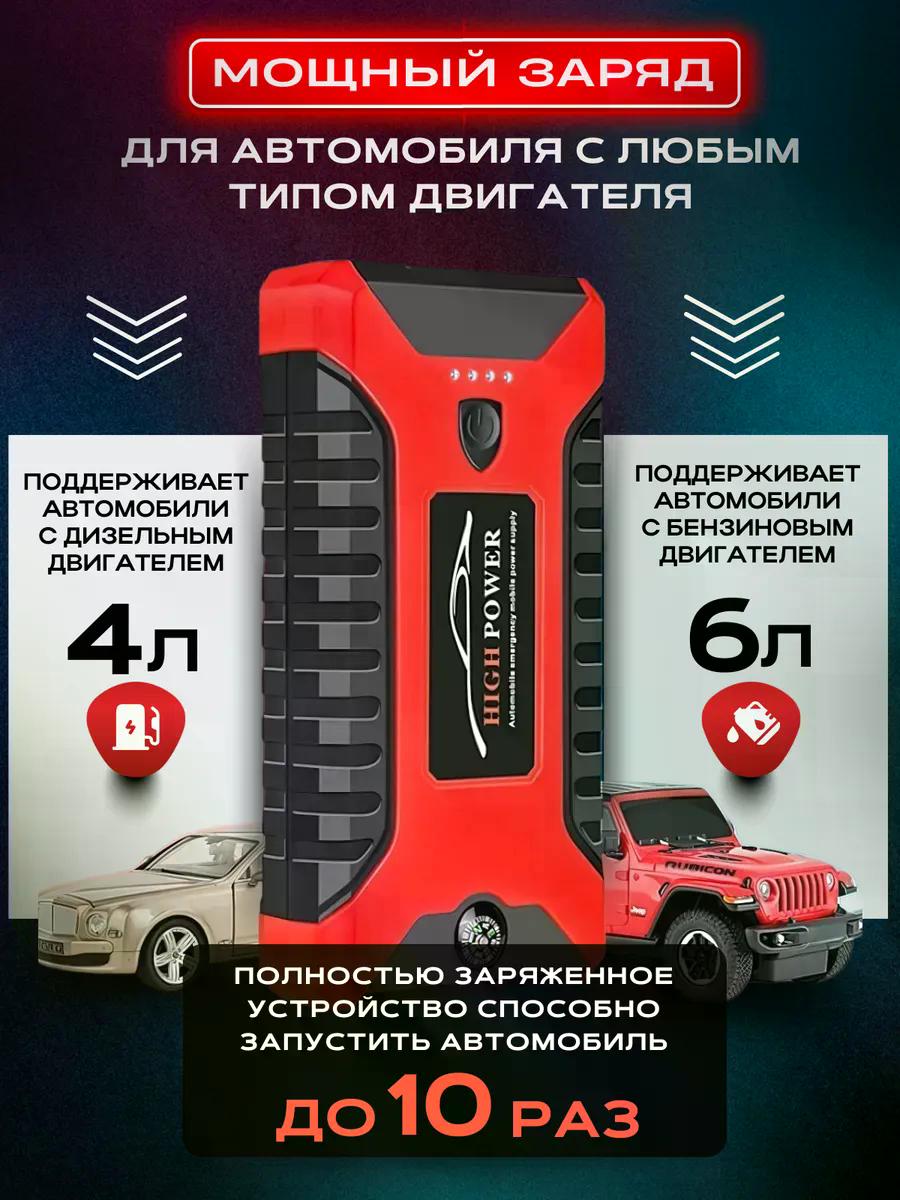 МОЩНЫЙ ЗАРЯД
ДЛЯ АВТОМОБИЛЯ С ЛЮБЫМ
ТИПОМ ДВИГАТЕЛЯ
ПОДДЕРЖИВАЕТ
АВТОМОБИЛИ
С ДИЗЕЛЬНЫМ
ДВИГАТЕЛЕМ
4Л
ПОДДЕРЖИВАЕТ
АВТОМОБИЛИ
С БЕНЗИНОВЫМ
ДВИГАТЕЛЕМ
6Л
HIGH POWER
Automobile emergency mobile power supply
RUBICON
Jeep
ПОЛНОСТЬЮ ЗАРЯЖЕННОЕ
УСТРОЙСТВО СПОСОБНО
ЗАПУСТИТЬ АВТОМОБИЛЬ
ДО 10 РАЗ